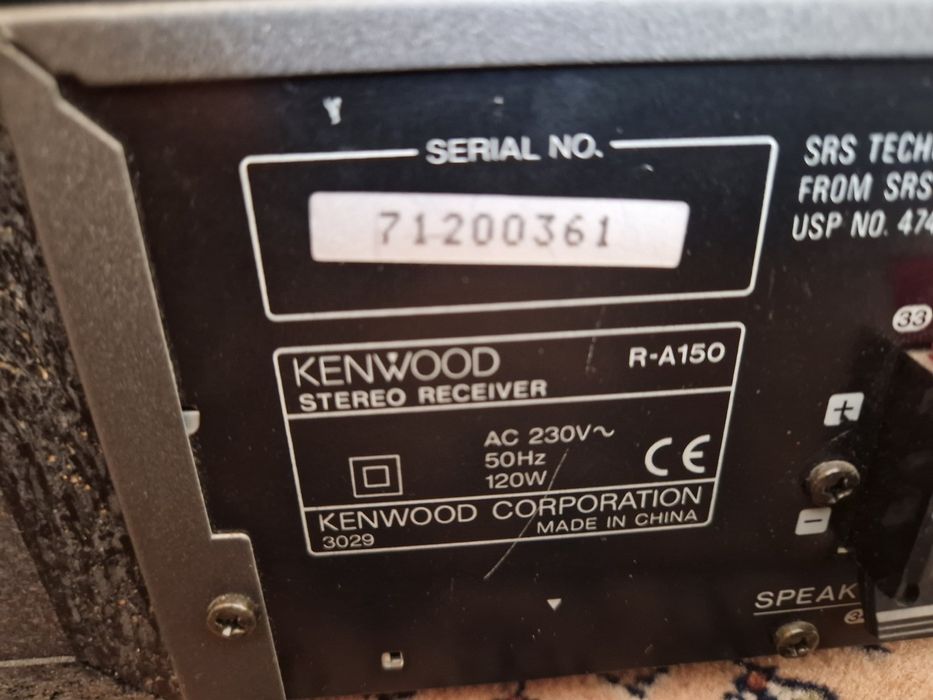 SERIAL NO.
71200361
SRS TECH
FROM SRS
USP NO. 474
33
KENWOOD R-A150
STEREO RECEIVER
AC 230V~
50Hz
120W
CE
KENWOOD CORPORATION
3029 MADE IN CHINA
+
−
SPEAK